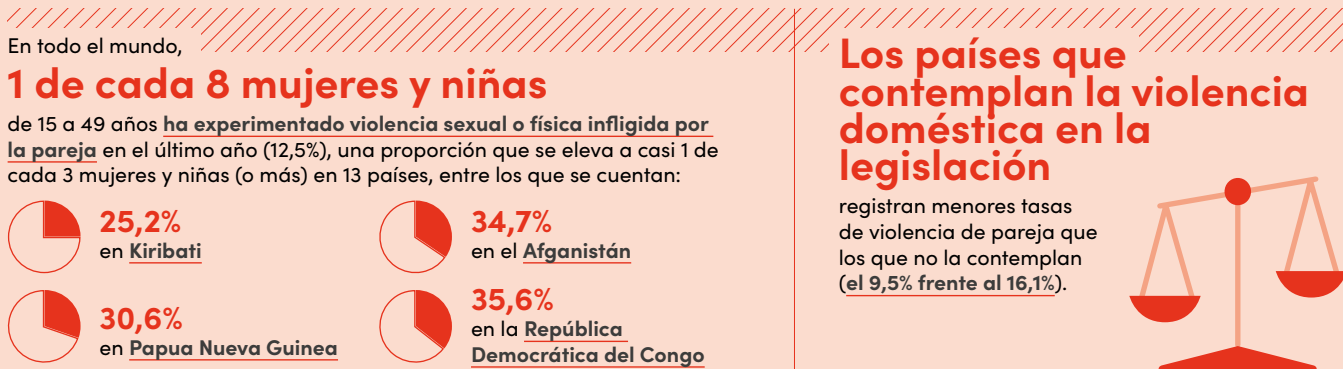 En todo el mundo,
1 de cada 8 mujeres y niñas
de 15 a 49 años ha experimentado violencia sexual o física infligida por
la pareja en el último año (12,5%), una proporción que se eleva a casi 1 de
cada 3 mujeres y niñas (o más) en 13 países, entre los que se cuentan:
25,2%
en Kiribati
34,7%
en el Afganistán
30,6%
en Papua Nueva Guinea
35,6%
en la República
Democrática del Congo
Los países que
contemplan la violencia
doméstica en la
legislación
registran menores tasas
de violencia de pareja que
los que no la contemplan
(el 9,5% frente al 16,1%).